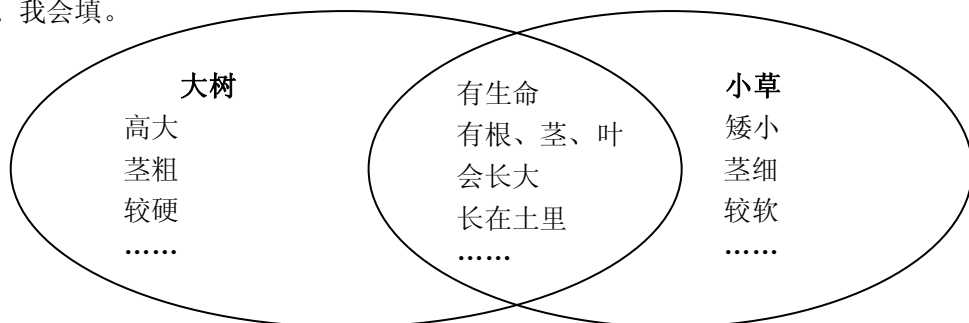 我会填。
大树
高大
茎粗
较硬
……
有生命
有根、茎、叶
会长大
长在土里
……
小草
矮小
茎细
较软
……